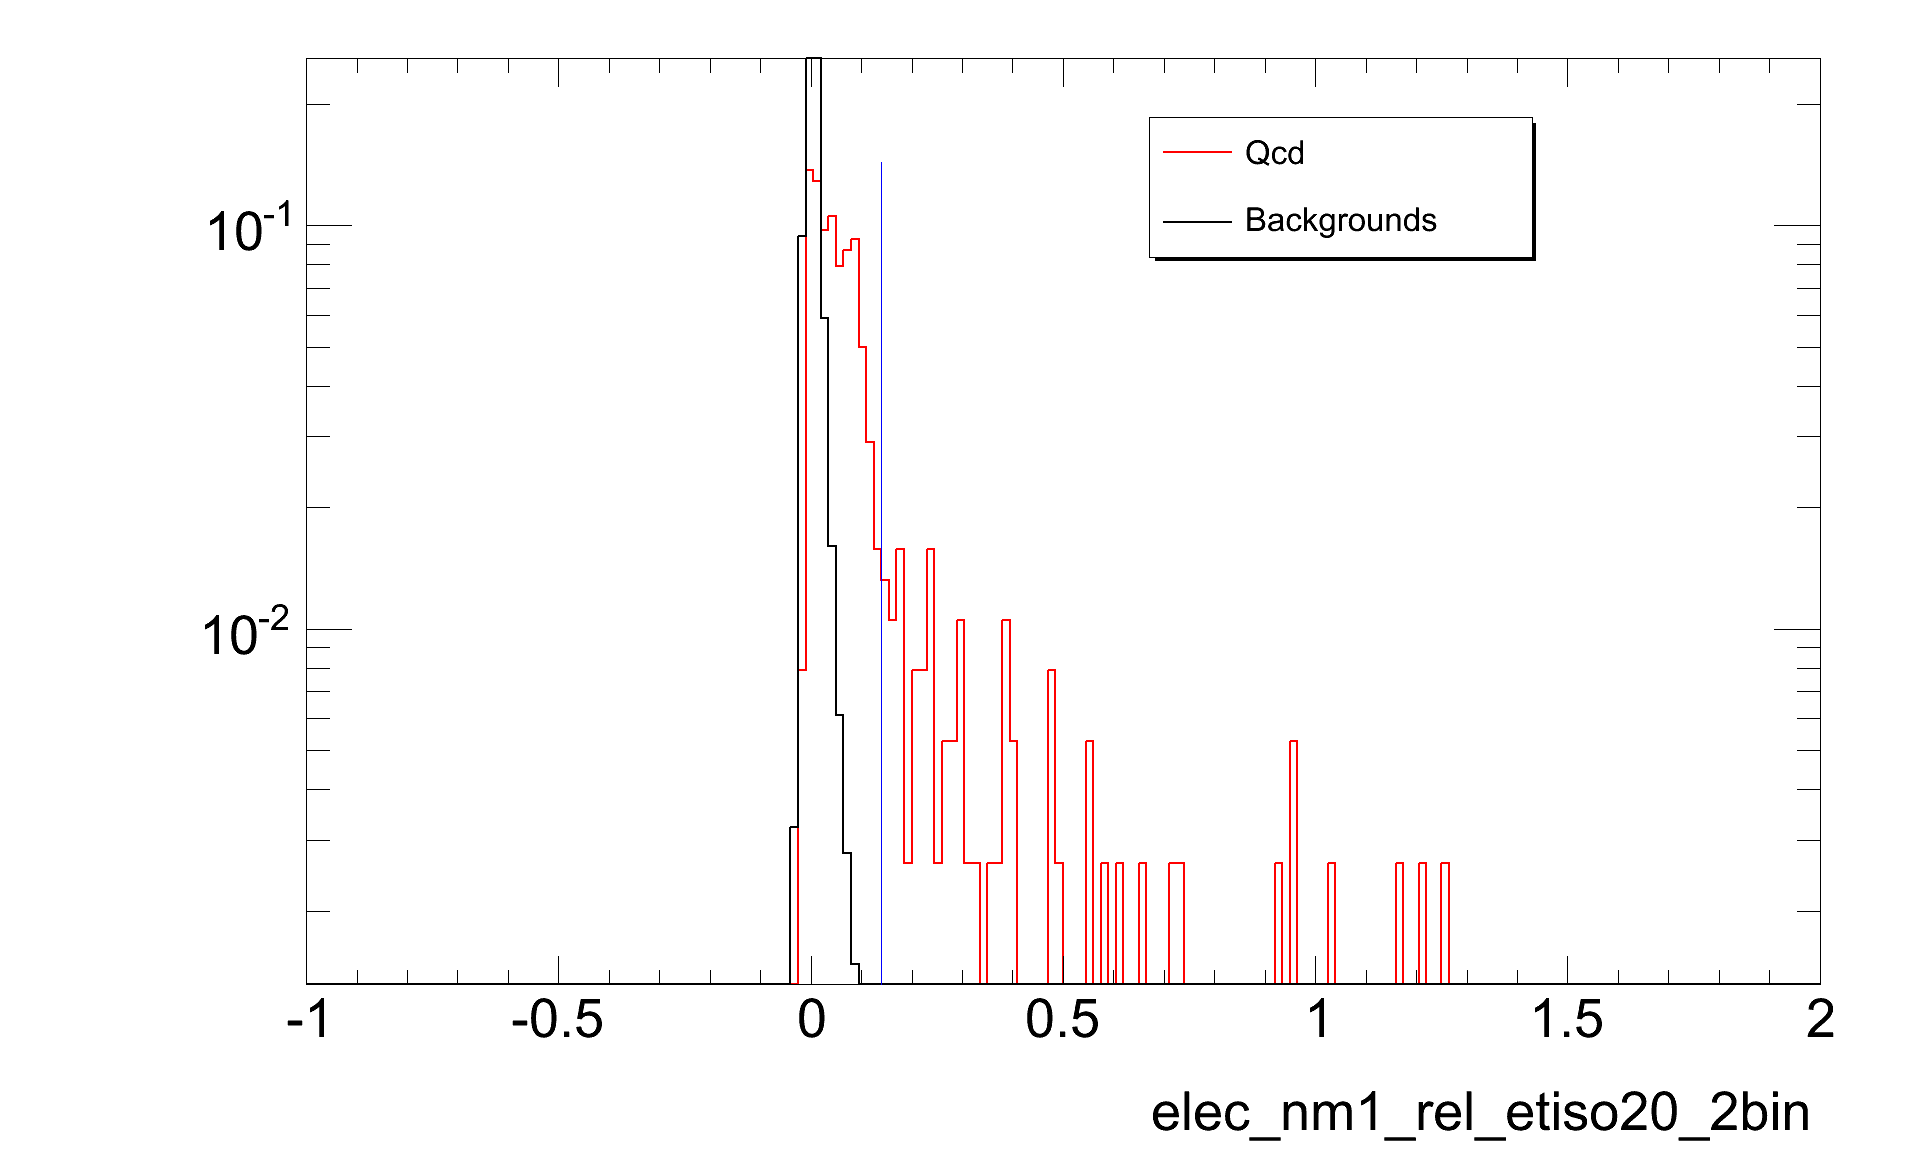 Qcd
Backgrounds
10-1
10-2
-1 -0.5 0 0.5 1 1.5 2
elec_nm1_rel_etiso20_2bin